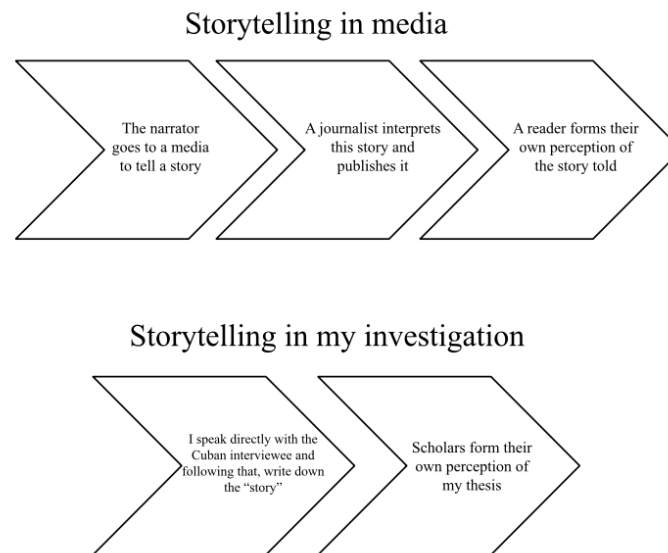 Storytelling in media
The narrator
goes to a media
to tell a story
A journalist interprets
this story and
publishes it
A reader forms their
own perception of
the story told
Storytelling in my investigation
I speak directly with the
Cuban interviewee and
following that, write down
the “story”
Scholars form their
own perception of
my thesis